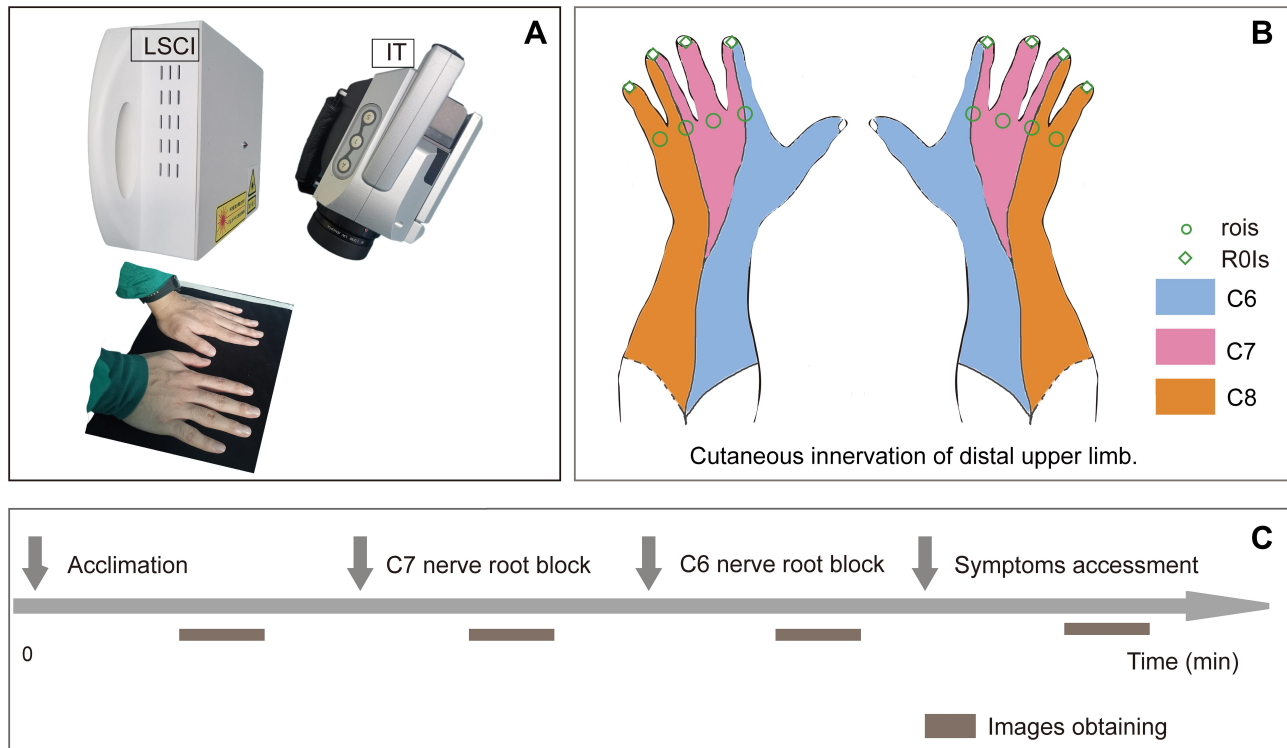 A
LSCI
IT
B
rois
R0Is
C6
C7
C8
Cutaneous innervation of distal upper limb.
C
Acclimation
C7 nerve root block
C6 nerve root block
Symptoms accessment
0
Time (min)
Images obtaining